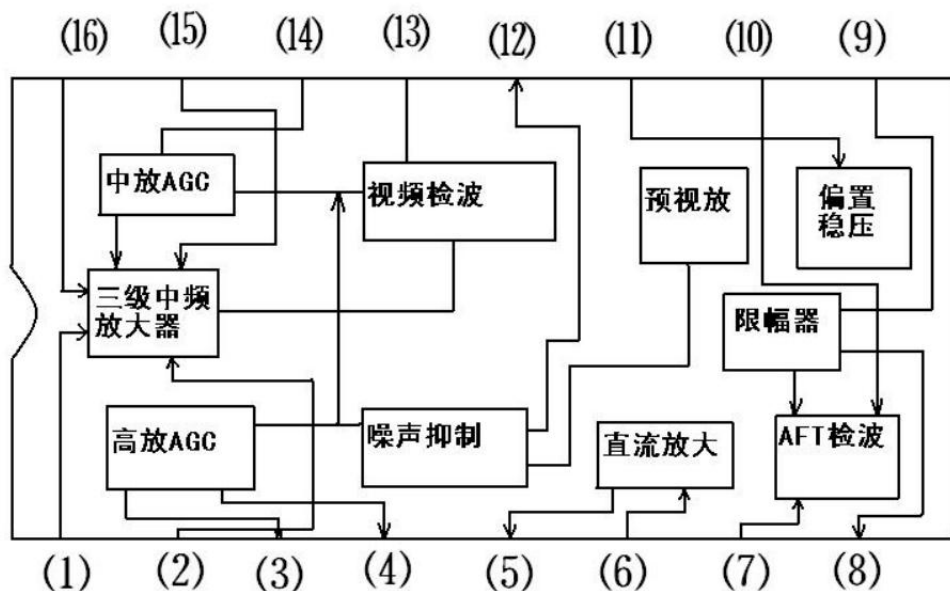 (16) (15) (14) (13) (12) (11) (10) (9)
中放AGC
视频检波
预视放
偏置
稳压
三级中频
放大器
限幅器
高放AGC
噪声抑制
直流放大
AFT检波
(1) (2) (3) (4) (5) (6) (7) (8)